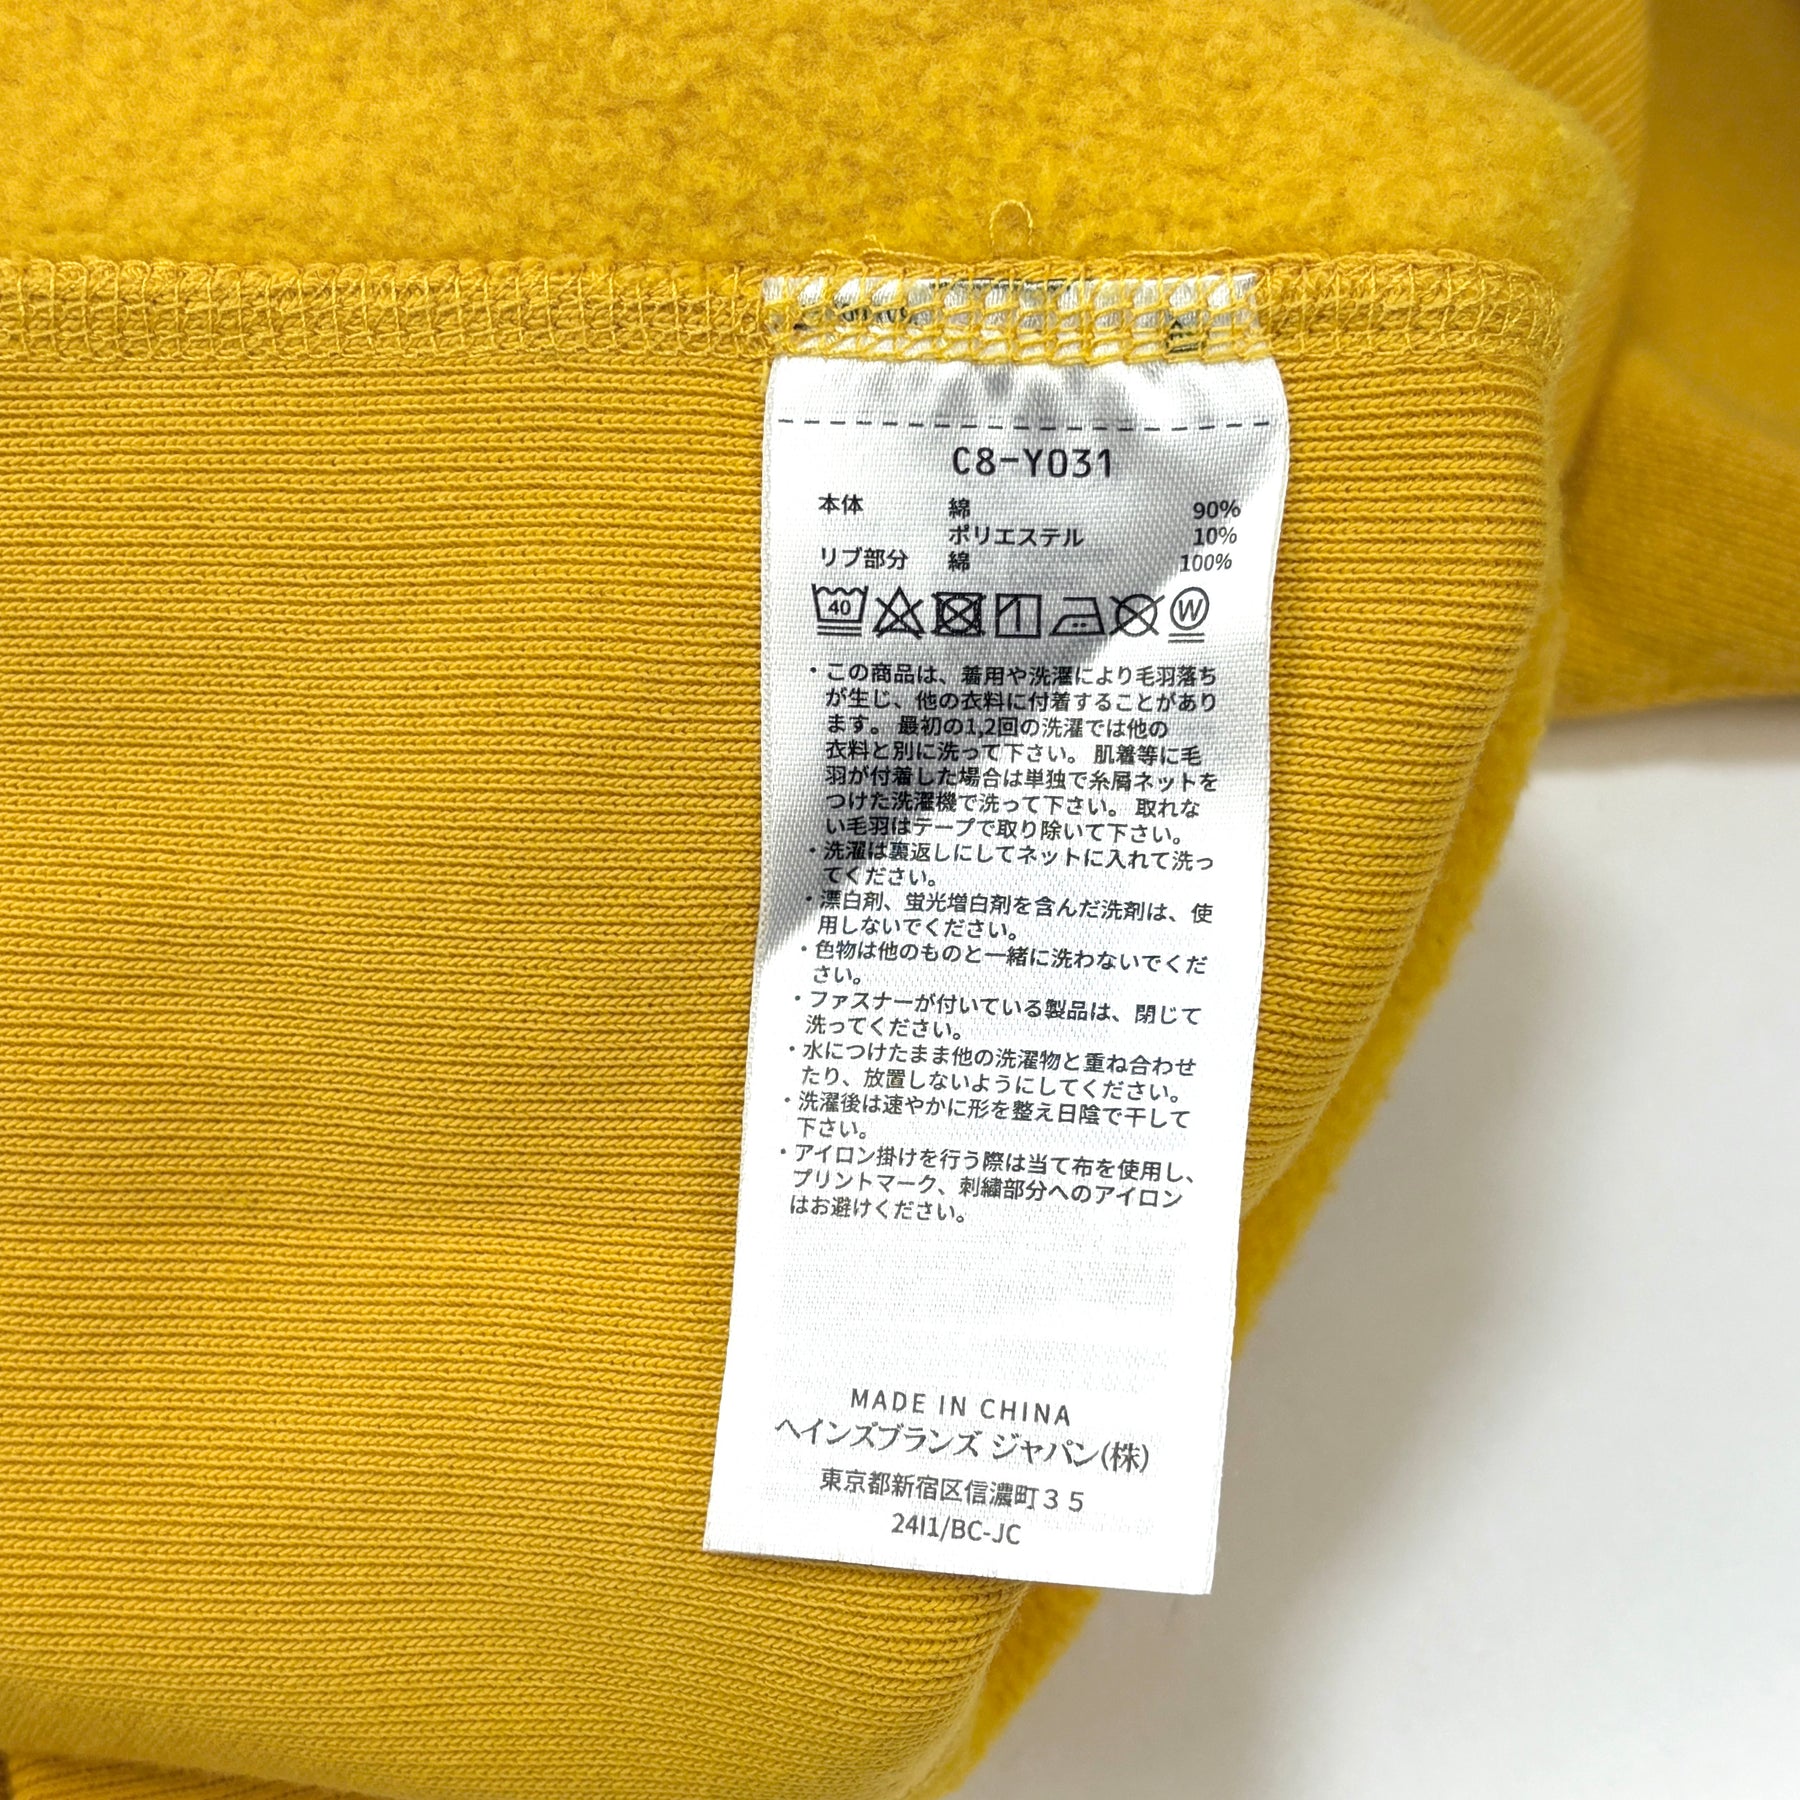 C8-Y031
本体 綿 90%
ポリエステル 10%
リブ部分 綿 100%
40 W
・この商品は、着用や洗濯により毛羽落ち
が生じ、他の衣料に付着することがあり
ます。 最初の1,2回の洗濯では他の
衣料と別に洗って下さい。 肌着等に毛
羽が付着した場合は単独で糸屑ネットを
つけた洗濯機で洗って下さい。 取れな
い毛羽はテープで取り除いて下さい。
・洗濯は裏返しにしてネットに入れて洗っ
てください。
・漂白剤、蛍光増白剤を含んだ洗剤は、使
用しないでください。
・色物は他のものと一緒に洗わないでくだ
さい。
・ファスナーが付いている製品は、閉じて
洗ってください。
・水につけたまま他の洗濯物と重ね合わせ
たり、放置しないようにしてください。
・洗濯後は速やかに形を整え日陰で干して
下さい。
・アイロン掛けを行う際は当て布を使用し、
プリントマーク、刺繍部分へのアイロン
はお避けください。
MADE IN CHINA
ヘインズブランズ ジャパン(株)
東京都新宿区信濃町３５
24I1/BC-JC